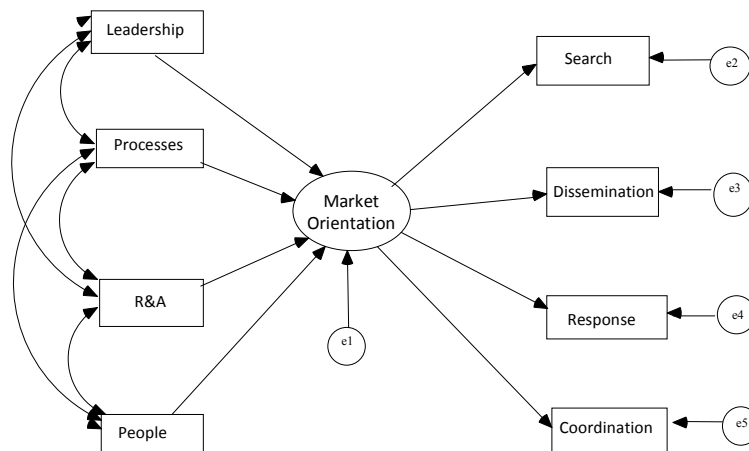 Leadership
Processes
R&A
People
Market
Orientation
e1
Search
Dissemination
Response
Coordination
e2
e3
e4
e5